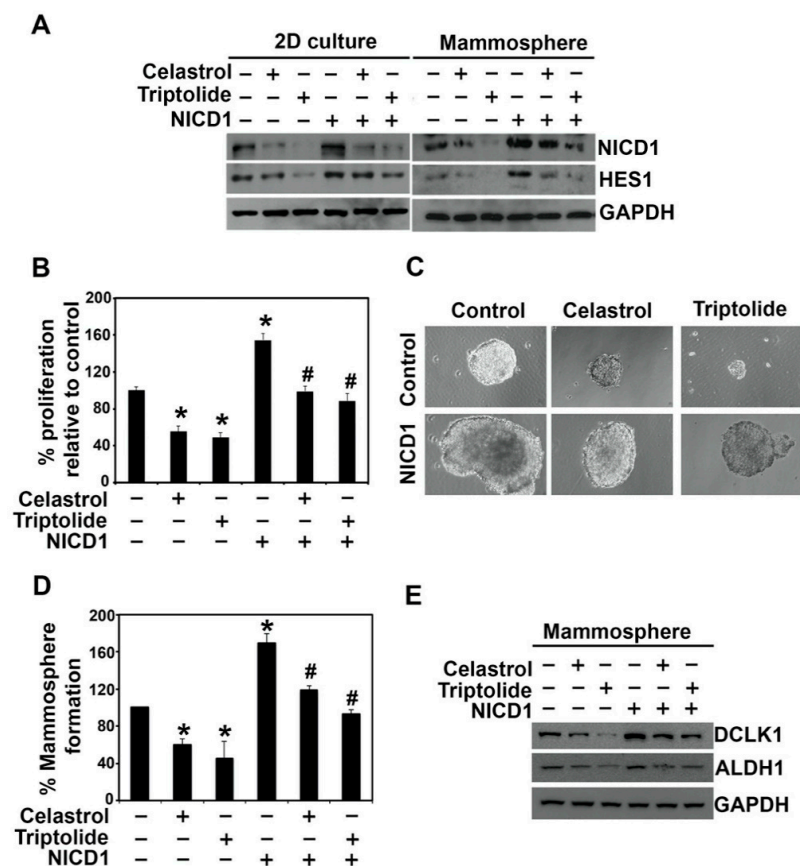 A
2D culture Mammosphere
Celastrol – + – – + – – + – – + –
Triptolide – – + – – + – – + – – +
NICD1 – – – + + + – – – + + +
NICD1
HES1
GAPDH
B
% proliferation
relative to control
200
160
120
80
40
0
* * * # #
Celastrol – + – – + –
Triptolide – – + – – +
NICD1 – – – + + +
C
Control Celastrol Triptolide
Control
NICD1
D
% Mammosphere
formation
200
160
120
80
40
0
* * * # #
Celastrol – + – – + –
Triptolide – – + – – +
NICD1 – – – + + +
E
Mammosphere
Celastrol – + – – + –
Triptolide – – + – – +
NICD1 – – – + + +
DCLK1
ALDH1
GAPDH